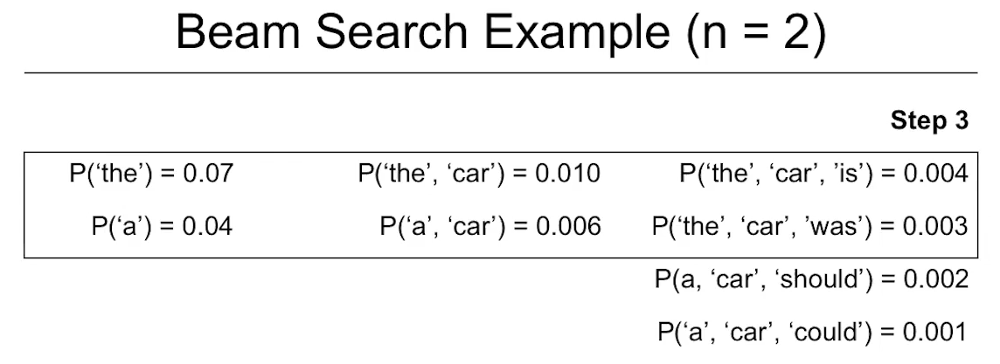 Beam Search Example (n = 2)
Step 3
P(‘the’) = 0.07 P(‘the’, ‘car’) = 0.010 P(‘the’, ‘car’, ’is’) = 0.004
P(‘a’) = 0.04 P(‘a’, ‘car’) = 0.006 P(‘the’, ‘car’, ’was’) = 0.003
P(a, ‘car’, ‘should’) = 0.002
P(‘a’, ‘car’, ‘could’) = 0.001